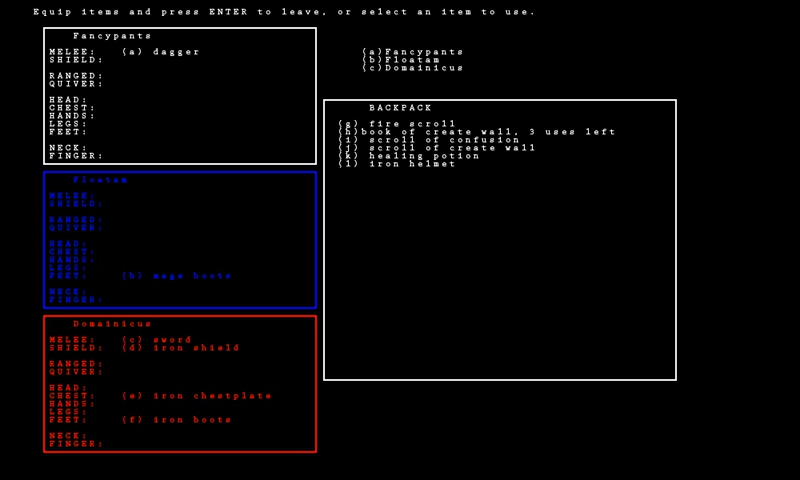 Equip items and press ENTER to leave, or select an item to use.
Fancypants
MELEE: (a) dagger
SHIELD:
RANGED:
QUIVER:
HEAD:
CHEST:
HANDS:
LEGS:
FEET:
NECK:
FINGER:
Floatam
MELEE:
SHIELD:
RANGED:
QUIVER:
HEAD:
CHEST:
HANDS:
LEGS:
FEET: (b) mage boots
NECK:
FINGER:
Domainicus
MELEE: (c) sword
SHIELD: (d) iron shield
RANGED:
QUIVER:
HEAD:
CHEST: (e) iron chestplate
HANDS:
LEGS:
FEET: (f) iron boots
NECK:
FINGER:
(a)Fancypants
(b)Floatam
(c)Domainicus
BACKPACK
(g) fire scroll
(h)book of create wall, 3 uses left
(i) scroll of confusion
(j) scroll of create wall
(k) healing potion
(l) iron helmet